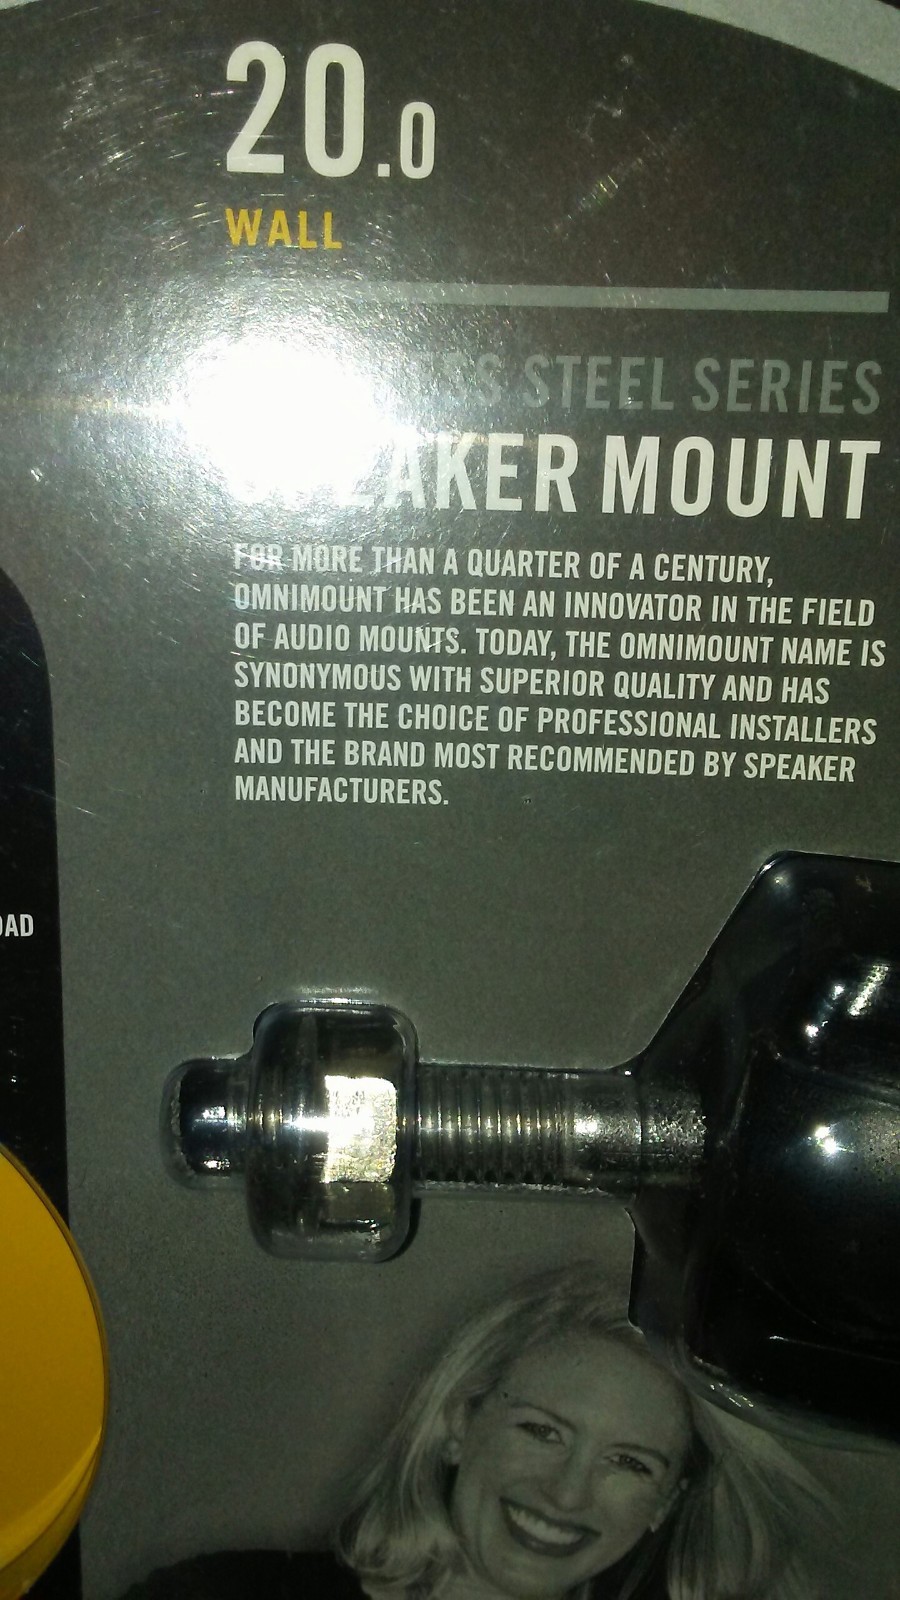 20.0
WALL
STEEL SERIES
SPEAKER MOUNT
FOR MORE THAN A QUARTER OF A CENTURY,
OMNIMOUNT HAS BEEN AN INNOVATOR IN THE FIELD
OF AUDIO MOUNTS. TODAY, THE OMNIMOUNT NAME IS
SYNONYMOUS WITH SUPERIOR QUALITY AND HAS
BECOME THE CHOICE OF PROFESSIONAL INSTALLERS
AND THE BRAND MOST RECOMMENDED BY SPEAKER
MANUFACTURERS.